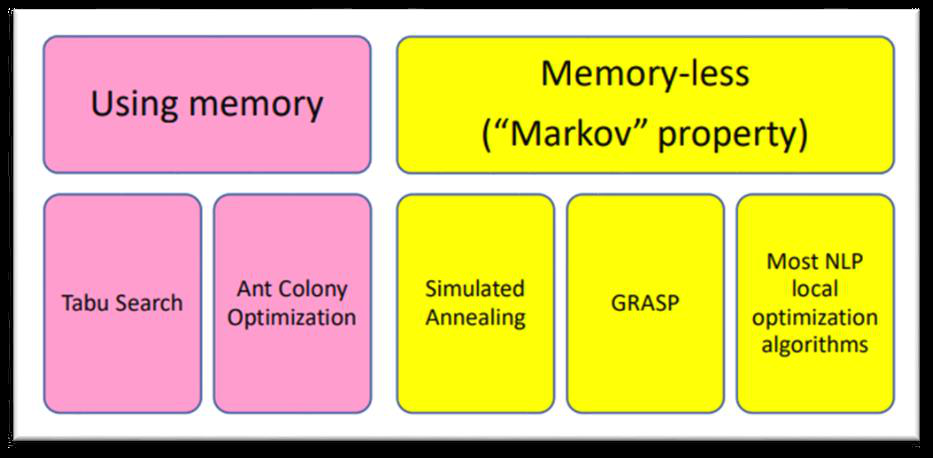 Using memory
Memory-less
(“Markov” property)
Tabu Search
Ant Colony
Optimization
Simulated
Annealing
GRASP
Most NLP
local
optimization
algorithms